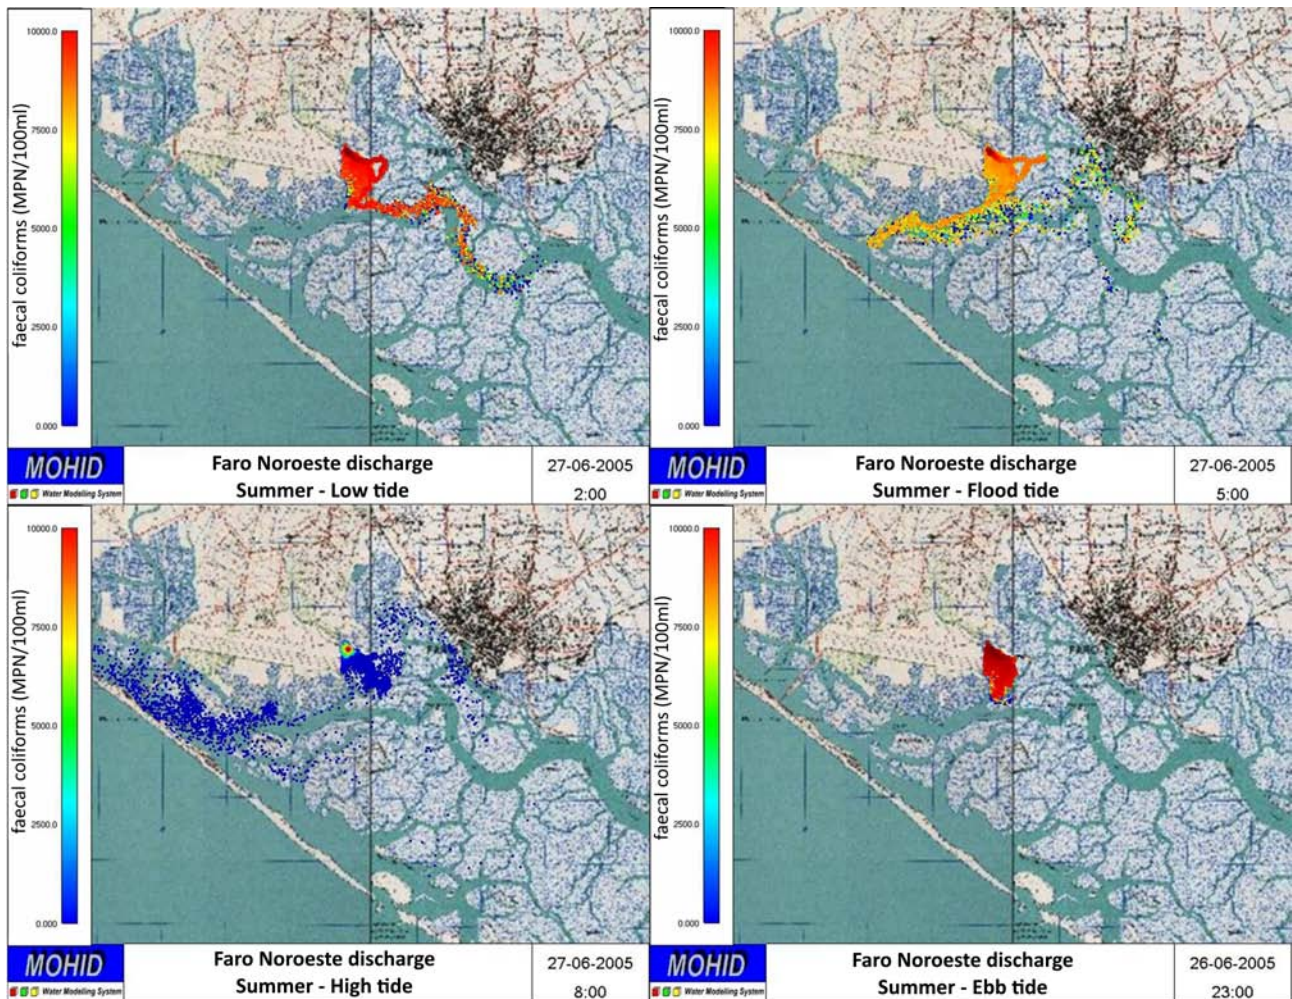 10000.0
7500.0
5000.0
2500.0
0.000
faecal coliforms (MPN/100ml)
FARO
MOHID
Water Modelling System
Faro Noroeste discharge
Summer - Low tide
27-06-2005
2:00
10000.0
7500.0
5000.0
2500.0
0.000
faecal coliforms (MPN/100ml)
MOHID
Water Modelling System
Faro Noroeste discharge
Summer - Flood tide
27-06-2005
5:00
10000.0
7500.0
5000.0
2500.0
0.000
faecal coliforms (MPN/100ml)
MOHID
Water Modelling System
Faro Noroeste discharge
Summer - High tide
27-06-2005
8:00
10000.0
7500.0
5000.0
2500.0
0.000
faecal coliforms (MPN/100ml)
FARO
MOHID
Water Modelling System
Faro Noroeste discharge
Summer - Ebb tide
26-06-2005
23:00